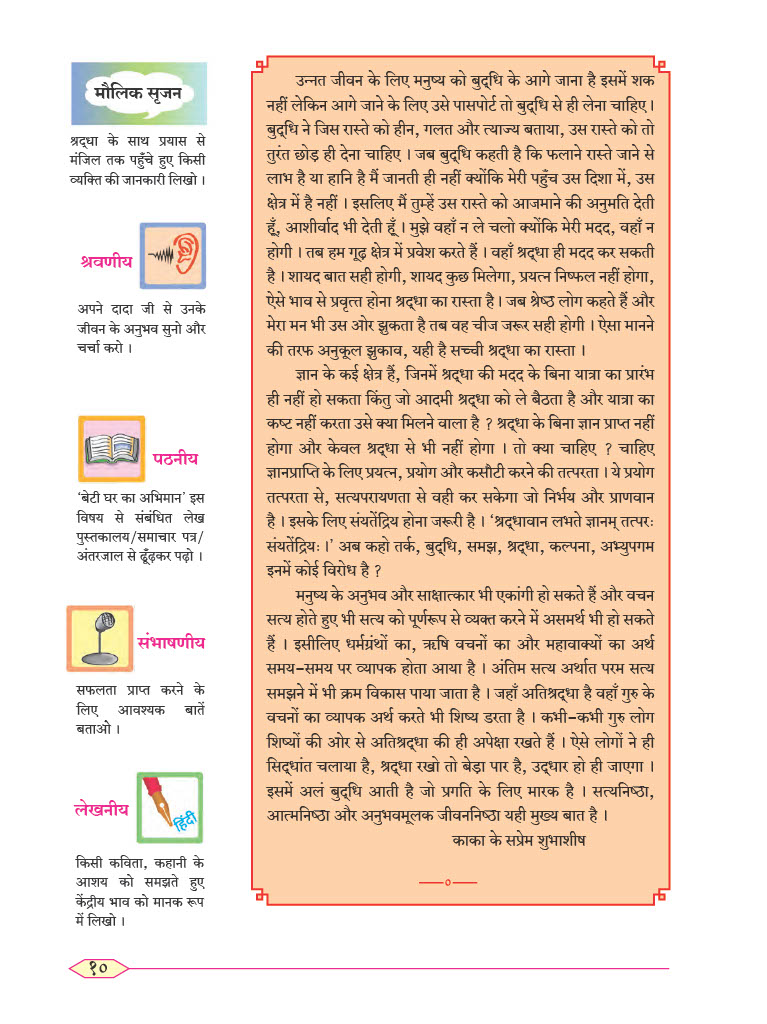 मौलिक सृजन
श्रद्धा के साथ प्रयास से
मंजिल तक पहुँचे हुए किसी
व्यक्ति की जानकारी लिखो ।
श्रवणीय
अपने दादा जी से उनके
जीवन के अनुभव सुनो और
चर्चा करो ।
पठनीय
‘बेटी घर का अभिमान’ इस
विषय से संबंधित लेख
पुस्तकालय/समाचार पत्र/
अंतरजाल से ढूँढ़कर पढ़ो ।
संभाषणीय
सफलता प्राप्त करने के
लिए आवश्यक बातें
बताओ ।
लेखनीय
हिंदी
किसी कविता, कहानी के
आशय को समझते हुए
केंद्रीय भाव को मानक रूप
में लिखो ।
उन्नत जीवन के लिए मनुष्य को बुद्धि के आगे जाना है इसमें शक
नहीं लेकिन आगे जाने के लिए उसे पासपोर्ट तो बुद्धि से ही लेना चाहिए ।
बुद्धि ने जिस रास्ते को हीन, गलत और त्याज्य बताया, उस रास्ते को तो
तुरंत छोड़ ही देना चाहिए । जब बुद्धि कहती है कि फलाने रास्ते जाने से
लाभ है या हानि है मैं जानती ही नहीं क्योंकि मेरी पहुँच उस दिशा में, उस
क्षेत्र में है नहीं । इसलिए मैं तुम्हें उस रास्ते को आजमाने की अनुमति देती
हूँ, आशीर्वाद भी देती हूँ । मुझे वहाँ न ले चलो क्योंकि मेरी मदद, वहाँ न
होगी । तब हम गूढ़ क्षेत्र में प्रवेश करते हैं । वहाँ श्रद्धा ही मदद कर सकती
है । शायद बात सही होगी, शायद कुछ मिलेगा, प्रयत्न निष्फल नहीं होगा,
ऐसे भाव से प्रवृत्त होना श्रद्धा का रास्ता है । जब श्रेष्ठ लोग कहते हैं और
मेरा मन भी उस ओर झुकता है तब वह चीज जरूर सही होगी । ऐसा मानने
की तरफ अनुकूल झुकाव, यही है सच्ची श्रद्धा का रास्ता ।
ज्ञान के कई क्षेत्र हैं, जिनमें श्रद्धा की मदद के बिना यात्रा का प्रारंभ
ही नहीं हो सकता किंतु जो आदमी श्रद्धा को ले बैठता है और यात्रा का
कष्ट नहीं करता उसे क्या मिलने वाला है ? श्रद्धा के बिना ज्ञान प्राप्त नहीं
होगा और केवल श्रद्धा से भी नहीं होगा । तो क्या चाहिए ? चाहिए
ज्ञानप्राप्ति के लिए प्रयत्न, प्रयोग और कसौटी करने की तत्परता । ये प्रयोग
तत्परता से, सत्यपरायणता से वही कर सकेगा जो निर्भय और प्राणवान
है । इसके लिए संयतेंद्रिय होना जरूरी है । ‘श्रद्धावान लभते ज्ञानम् तत्परः
संयतेंद्रियः ।’ अब कहो तर्क, बुद्धि, समझ, श्रद्धा, कल्पना, अभ्युपगम
इनमें कोई विरोध है ?
मनुष्य के अनुभव और साक्षात्कार भी एकांगी हो सकते हैं और वचन
सत्य होते हुए भी सत्य को पूर्णरूप से व्यक्त करने में असमर्थ भी हो सकते
हैं । इसीलिए धर्मग्रंथों का, ऋषि वचनों का और महावाक्यों का अर्थ
समय-समय पर व्यापक होता आया है । अंतिम सत्य अर्थात परम सत्य
समझने में भी क्रम विकास पाया जाता है । जहाँ अतिश्रद्धा है वहाँ गुरु के
वचनों का व्यापक अर्थ करते भी शिष्य डरता है । कभी-कभी गुरु लोग
शिष्यों की ओर से अतिश्रद्धा की ही अपेक्षा रखते हैं । ऐसे लोगों ने ही
सिद्धांत चलाया है, श्रद्धा रखो तो बेड़ा पार है, उद्धार हो ही जाएगा ।
इसमें अलं बुद्धि आती है जो प्रगति के लिए मारक है । सत्यनिष्ठा,
आत्मनिष्ठा और अनुभवमूलक जीवननिष्ठा यही मुख्य बात है ।
काका के सप्रेम शुभाशीष
१०